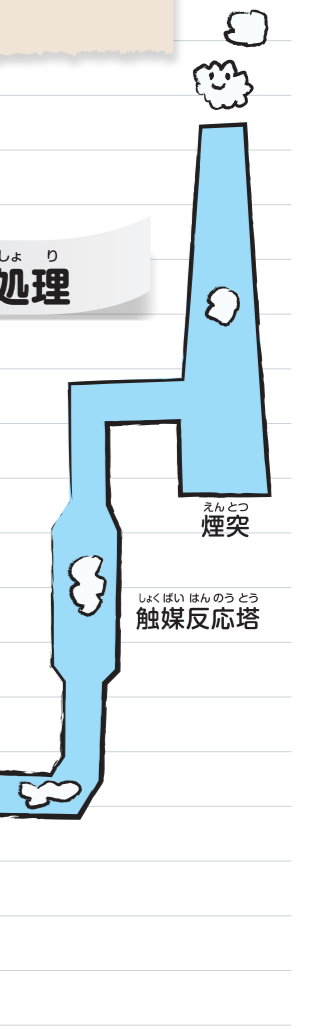 しょ り
処理
えんとつ
煙突
しょくばい はんのう とう
触媒反応塔